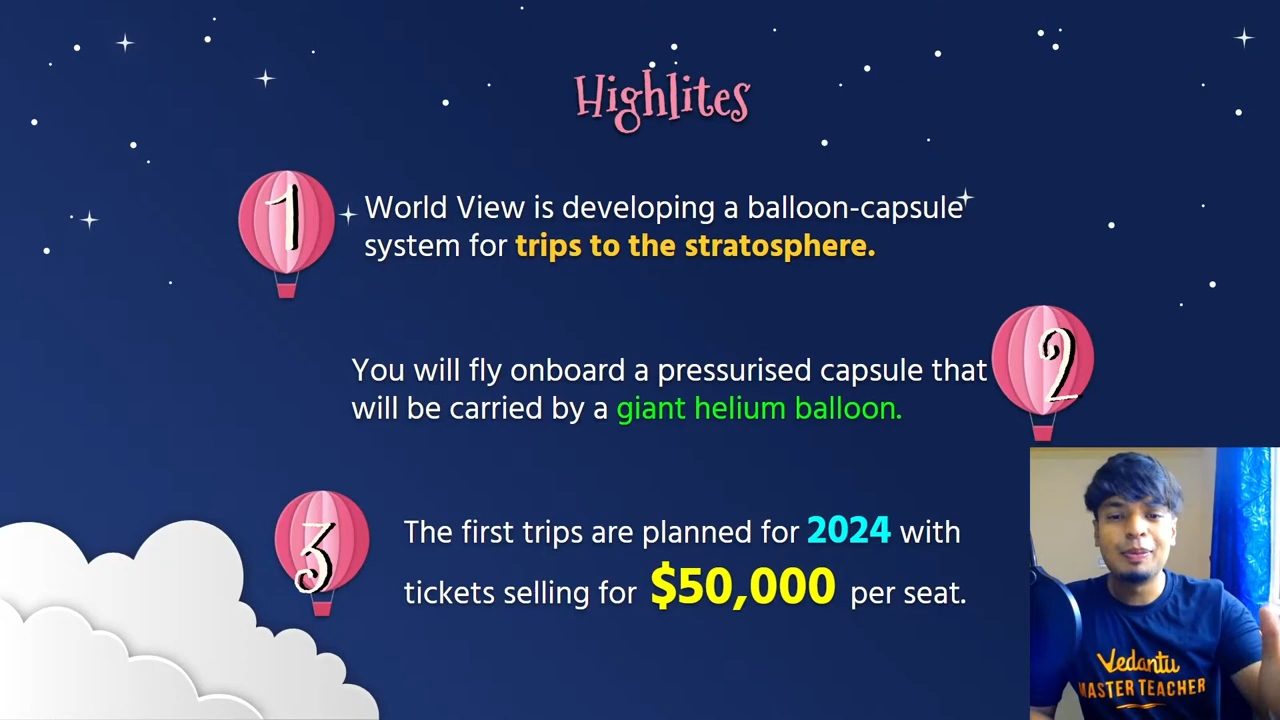 Highlites
1
World View is developing a balloon-capsule
system for trips to the stratosphere.
You will fly onboard a pressurised capsule that
will be carried by a giant helium balloon.
2
3
The first trips are planned for 2024 with
tickets selling for $50,000 per seat.
Vedantu
MASTER TEACHER